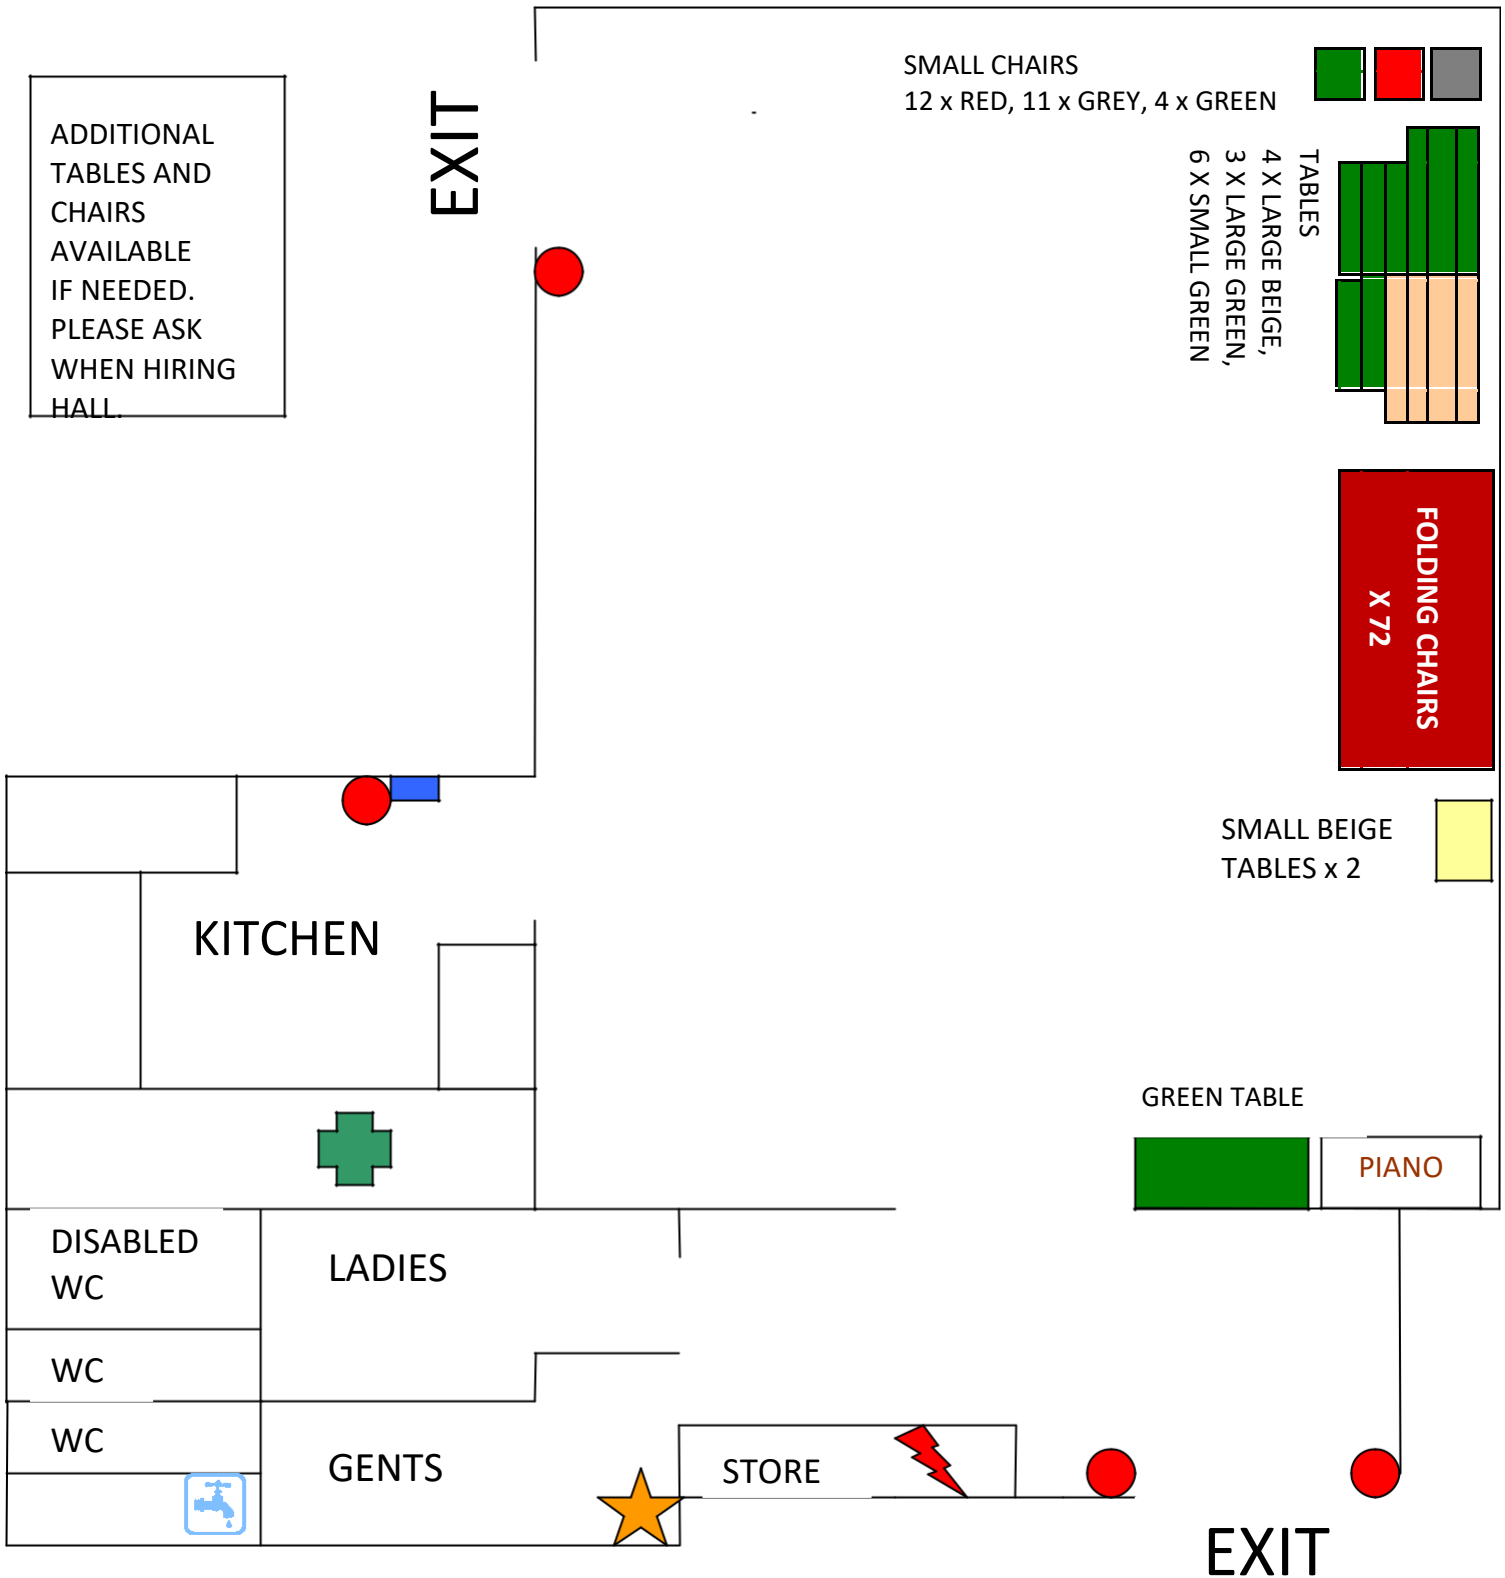 SMALL CHAIRS
12 x RED, 11 x GREY, 4 x GREEN
ADDITIONAL
TABLES AND
CHAIRS
AVAILABLE
IF NEEDED.
PLEASE ASK
WHEN HIRING
HALL.
EXIT
TABLES
4 X LARGE BEIGE,
3 X LARGE GREEN,
6 X SMALL GREEN
FOLDING CHAIRS
X 72
SMALL BEIGE
TABLES x 2
KITCHEN
GREEN TABLE
PIANO
DISABLED
WC
LADIES
WC
WC
GENTS
STORE
EXIT